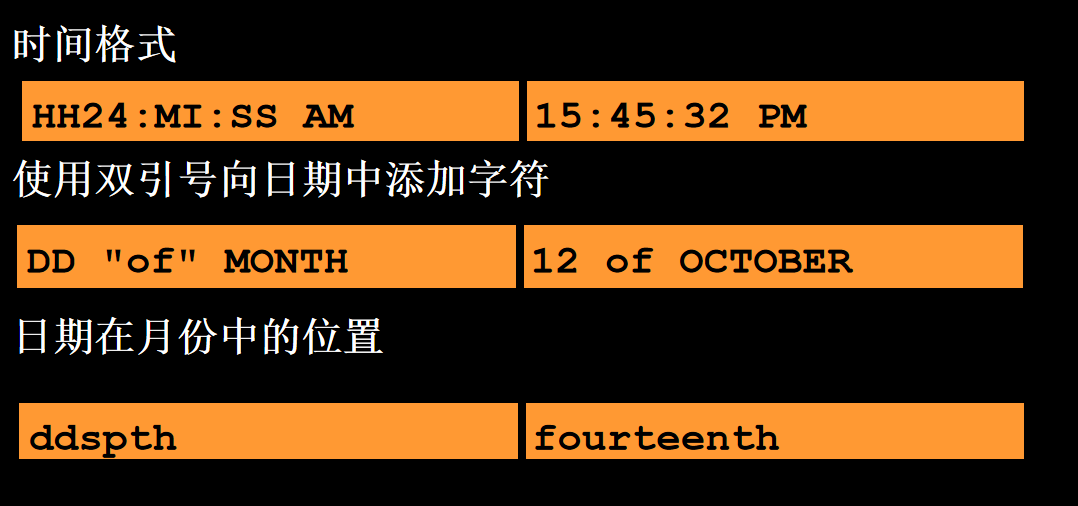 时间格式
HH24:MI:SS AM 15:45:32 PM
使用双引号向日期中添加字符
DD "of" MONTH 12 of OCTOBER
日期在月份中的位置
ddspth fourteenth